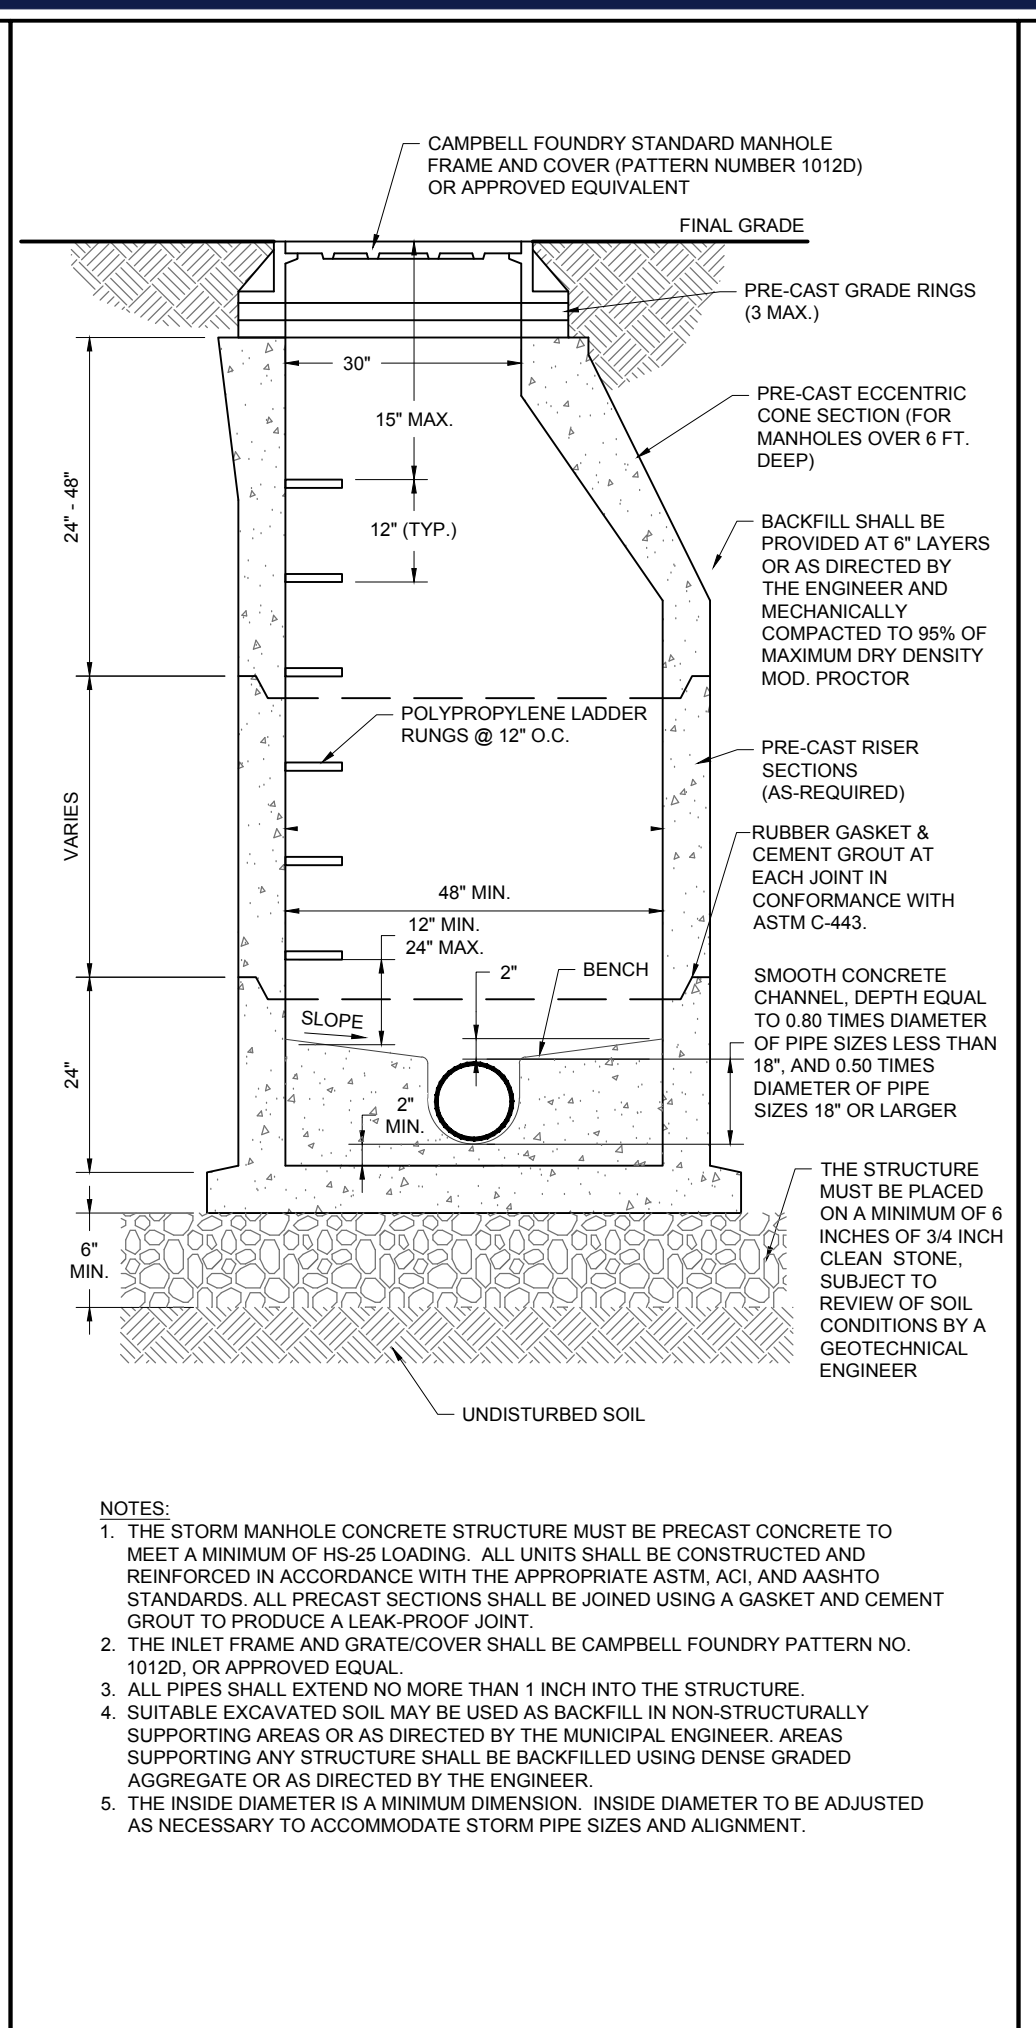 CAMPBELL FOUNDRY STANDARD MANHOLE
FRAME AND COVER (PATTERN NUMBER 1012D)
OR APPROVED EQUIVALENT
FINAL GRADE
PRE-CAST GRADE RINGS
(3 MAX.)
30"
15" MAX.
PRE-CAST ECCENTRIC
CONE SECTION (FOR
MANHOLES OVER 6 FT.
DEEP)
24" - 48"
12" (TYP.)
BACKFILL SHALL BE
PROVIDED AT 6" LAYERS
OR AS DIRECTED BY
THE ENGINEER AND
MECHANICALLY
COMPACTED TO 95% OF
MAXIMUM DRY DENSITY
MOD. PROCTOR
POLYPROPYLENE LADDER
RUNGS @ 12" O.C.
PRE-CAST RISER
SECTIONS
(AS-REQUIRED)
VARIES
RUBBER GASKET &
CEMENT GROUT AT
EACH JOINT IN
CONFORMANCE WITH
ASTM C-443.
48" MIN.
12" MIN.
24" MAX.
2"
BENCH
SLOPE
SMOOTH CONCRETE
CHANNEL, DEPTH EQUAL
TO 0.80 TIMES DIAMETER
OF PIPE SIZES LESS THAN
18", AND 0.50 TIMES
DIAMETER OF PIPE
SIZES 18" OR LARGER
24"
2"
MIN.
THE STRUCTURE
MUST BE PLACED
ON A MINIMUM OF 6
INCHES OF 3/4 INCH
CLEAN STONE,
SUBJECT TO
REVIEW OF SOIL
CONDITIONS BY A
GEOTECHNICAL
ENGINEER
6"
MIN.
UNDISTURBED SOIL
NOTES:
1. THE STORM MANHOLE CONCRETE STRUCTURE MUST BE PRECAST CONCRETE TO
MEET A MINIMUM OF HS-25 LOADING. ALL UNITS SHALL BE CONSTRUCTED AND
REINFORCED IN ACCORDANCE WITH THE APPROPRIATE ASTM, ACI, AND AASHTO
STANDARDS. ALL PRECAST SECTIONS SHALL BE JOINED USING A GASKET AND CEMENT
GROUT TO PRODUCE A LEAK-PROOF JOINT.
2. THE INLET FRAME AND GRATE/COVER SHALL BE CAMPBELL FOUNDRY PATTERN NO.
1012D, OR APPROVED EQUAL.
3. ALL PIPES SHALL EXTEND NO MORE THAN 1 INCH INTO THE STRUCTURE.
4. SUITABLE EXCAVATED SOIL MAY BE USED AS BACKFILL IN NON-STRUCTURALLY
SUPPORTING AREAS OR AS DIRECTED BY THE MUNICIPAL ENGINEER. AREAS
SUPPORTING ANY STRUCTURE SHALL BE BACKFILLED USING DENSE GRADED
AGGREGATE OR AS DIRECTED BY THE ENGINEER.
5. THE INSIDE DIAMETER IS A MINIMUM DIMENSION. INSIDE DIAMETER TO BE ADJUSTED
AS NECESSARY TO ACCOMMODATE STORM PIPE SIZES AND ALIGNMENT.